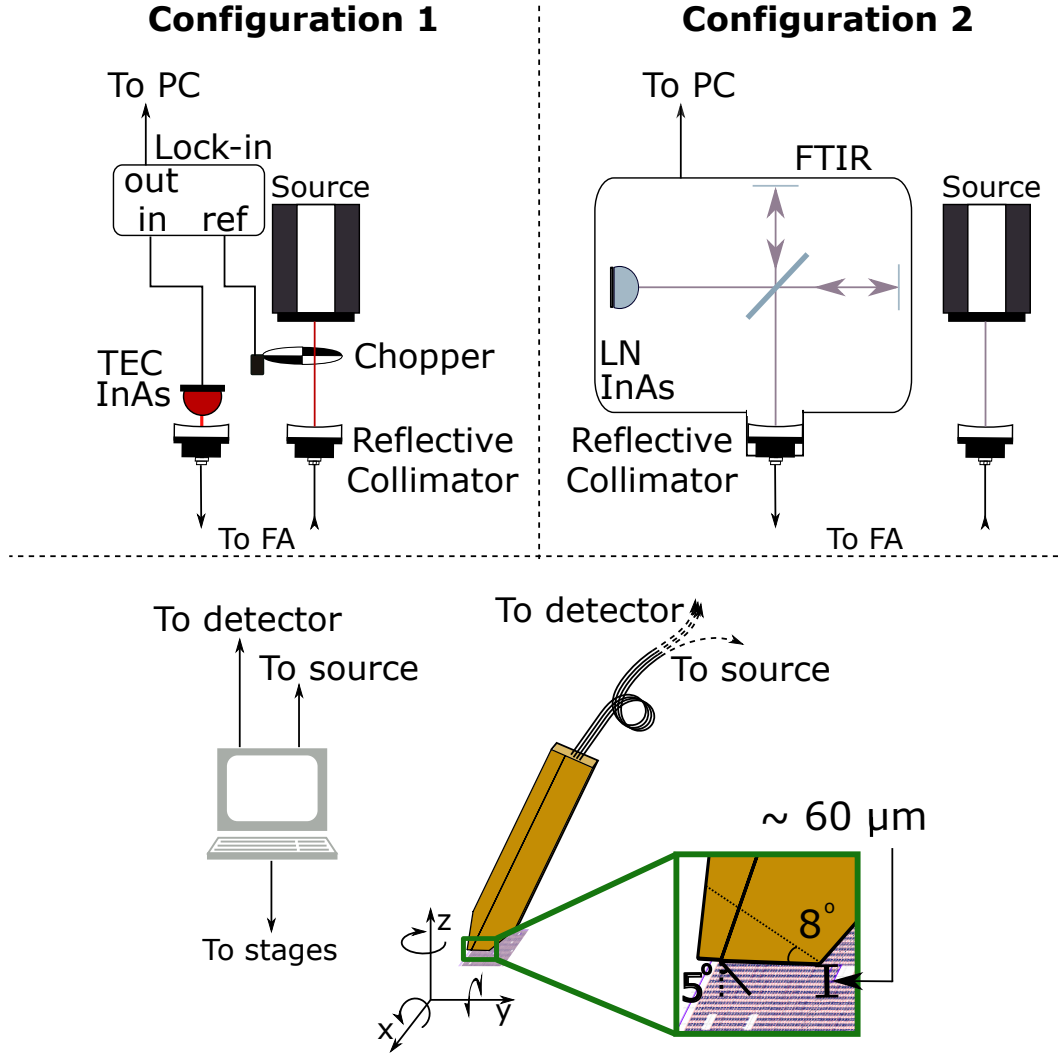 Configuration 1
To PC
Lock-in
out
in
ref
Source
Chopper
TEC
InAs
Reflective
Collimator
To FA
Configuration 2
To PC
FTIR
Source
LN
InAs
Reflective
Collimator
To FA
To detector
To source
To stages
To detector
To source
~ 60 µm
8°
5°
z
y
x